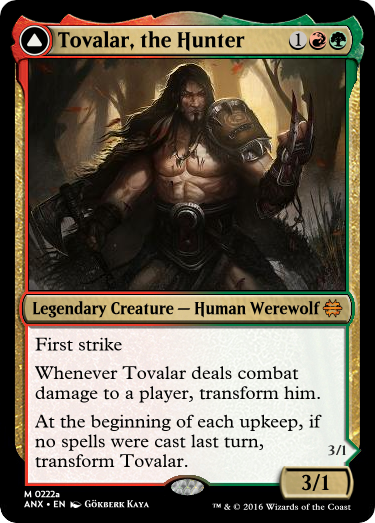 Tovalar, the Hunter 1
Legendary Creature — Human Werewolf
First strike
Whenever Tovalar deals combat
damage to a player, transform him.
At the beginning of each upkeep, if
no spells were cast last turn,
transform Tovalar.
3/1
3/1
M 0222a
ANX • EN Gökberk Kaya
™ & © 2016 Wizards of the Coast